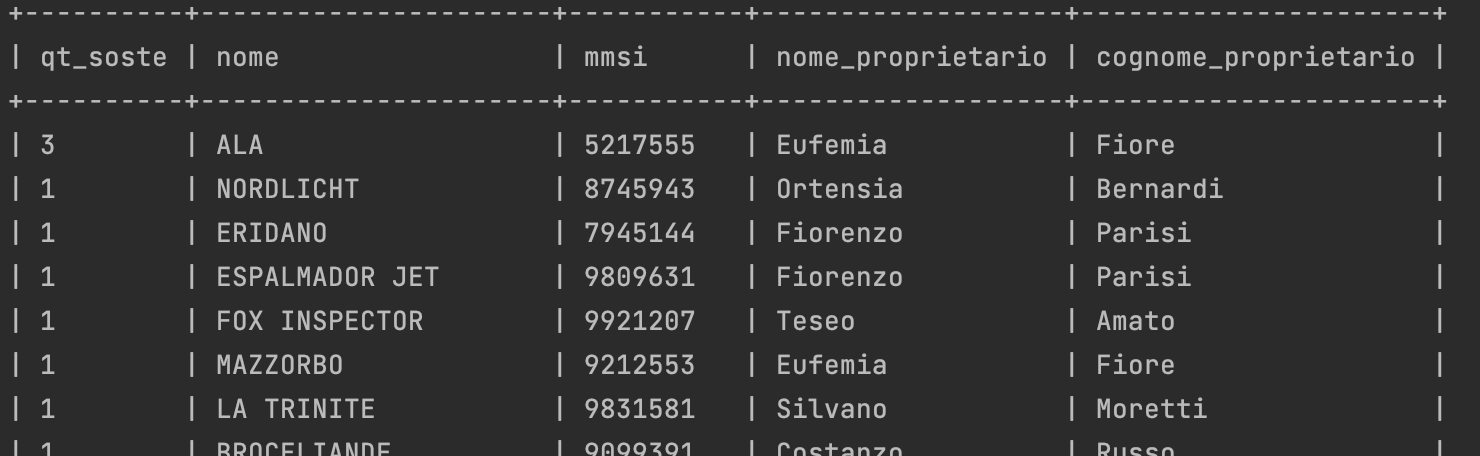 +----------+----------------------+-----------+-------------------+----------------------+
| qt_soste | nome                 | mmsi      | nome_proprietario | cognome_proprietario |
+----------+----------------------+-----------+-------------------+----------------------+
| 3        | ALA                  | 5217555   | Eufemia           | Fiore                |
| 1        | NORDLICHT            | 8745943   | Ortensia          | Bernardi             |
| 1        | ERIDANO              | 7945144   | Fiorenzo          | Parisi               |
| 1        | ESPALMADOR JET       | 9809631   | Fiorenzo          | Parisi               |
| 1        | FOX INSPECTOR        | 9921207   | Teseo             | Amato                |
| 1        | MAZZORBO             | 9212553   | Eufemia           | Fiore                |
| 1        | LA TRINITE           | 9831581   | Silvano           | Moretti              |
| 1        | BROCELIANDE          | 9099391   | Costanzo          | Russo                |